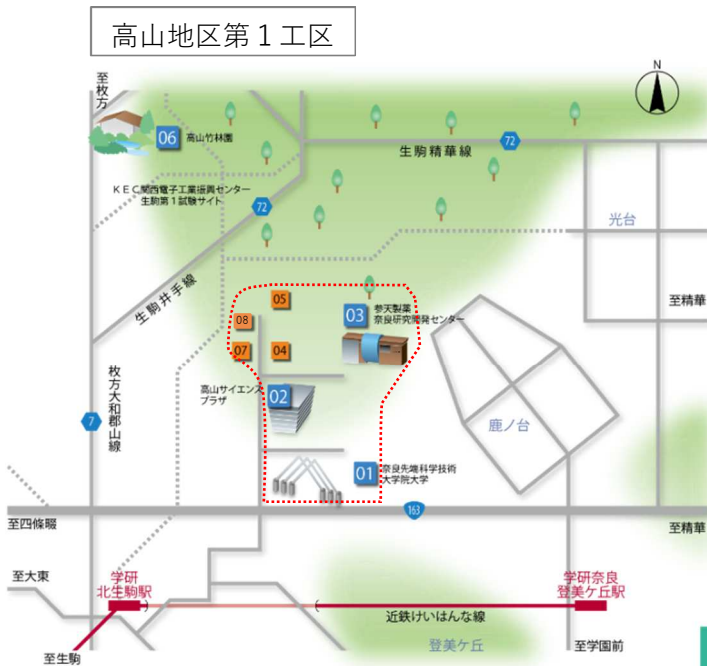 高山地区第１工区
至枚方
N
06
高山竹林園
生駒精華線
72
KEC関西電子工業振興センター
生駒第1試験サイト
72
光台
生駒井手線
至精華
05
08
03
参天製薬
奈良研究開発センター
07
04
枚方大和郡山線
高山サイエンス
プラザ
02
7
鹿ノ台
01
奈良先端科学技術
大学院大学
163
至四條畷
至精華
至大東
学研
北生駒駅
学研奈良
登美ケ丘駅
近鉄けいはんな線
至生駒
登美ケ丘
至学園前